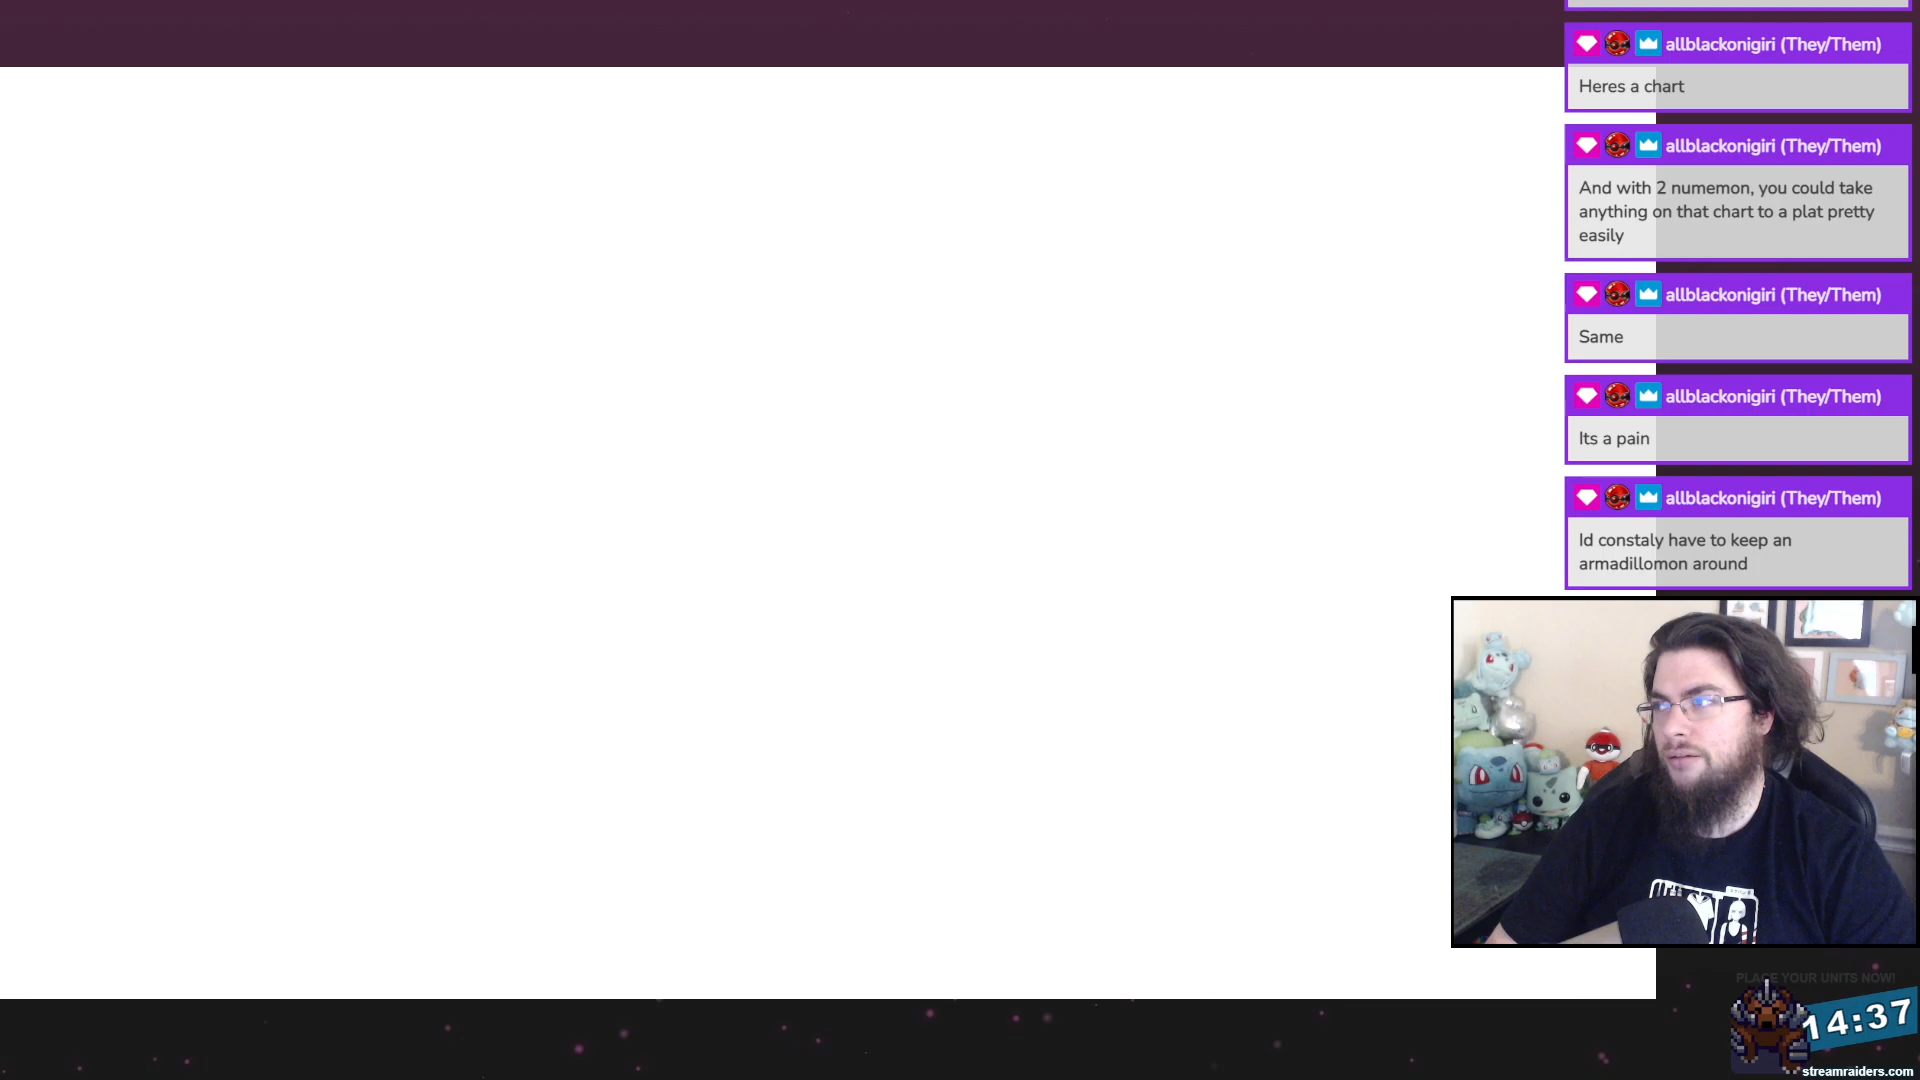 allblackonigiri (They/Them)
Heres a chart
allblackonigiri (They/Them)
And with 2 numemon, you could take
anything on that chart to a plat pretty
easily
allblackonigiri (They/Them)
Same
allblackonigiri (They/Them)
Its a pain
allblackonigiri (They/Them)
Id constaly have to keep an
armadillomon around
PLACE YOUR UNITS NOW!
14:37
streamraiders.com